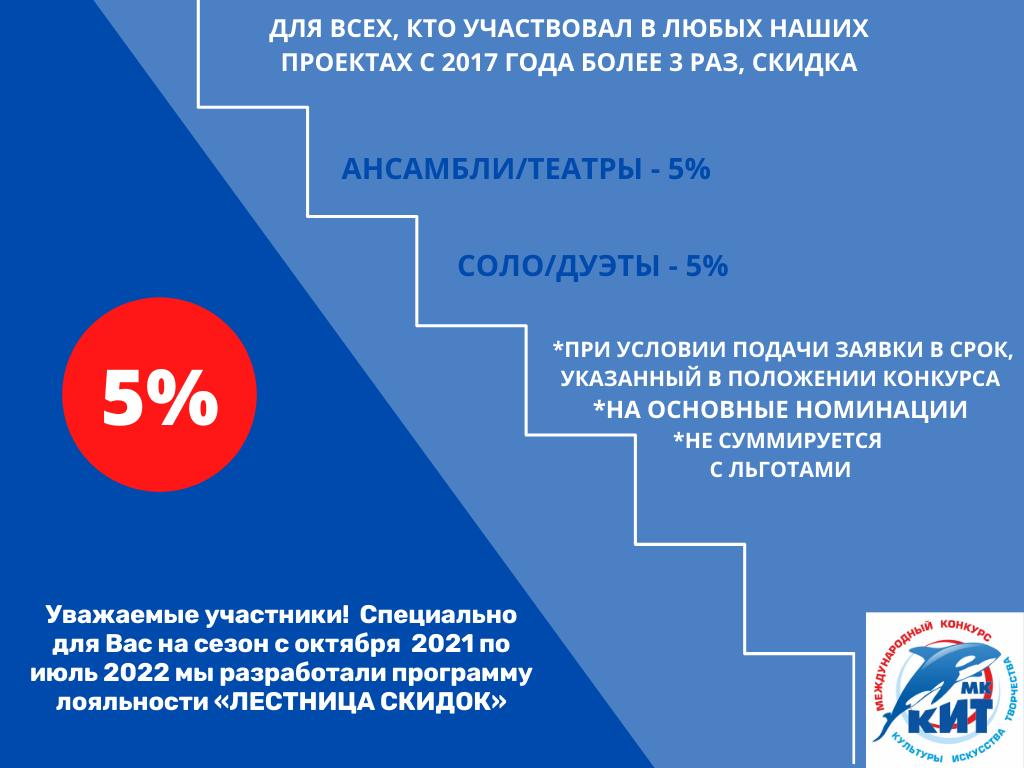 ДЛЯ ВСЕХ, КТО УЧАСТВОВАЛ В ЛЮБЫХ НАШИХ
ПРОЕКТАХ С 2017 ГОДА БОЛЕЕ 3 РАЗ, СКИДКА
АНСАМБЛИ/ТЕАТРЫ - 5%
СОЛО/ДУЭТЫ - 5%
*ПРИ УСЛОВИИ ПОДАЧИ ЗАЯВКИ В СРОК,
УКАЗАННЫЙ В ПОЛОЖЕНИИ КОНКУРСА
*НА ОСНОВНЫЕ НОМИНАЦИИ
*НЕ СУММИРУЕТСЯ
С ЛЬГОТАМИ
5%
Уважаемые участники!  Специально
для Вас на сезон с октября  2021 по
июль 2022 мы разработали программу
лояльности «ЛЕСТНИЦА СКИДОК»
МЕЖДУНАРОДНЫЙ КОНКУРС
МК
КИТ
КУЛЬТУРЫ ИСКУССТВА ТВОРЧЕСТВА